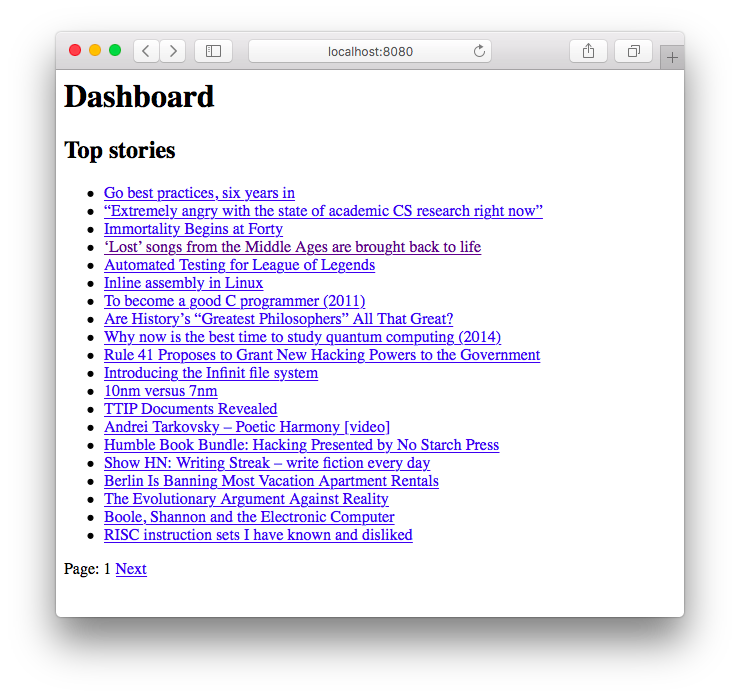 localhost:8080
Dashboard
Top stories
Go best practices, six years in
“Extremely angry with the state of academic CS research right now”
Immortality Begins at Forty
‘Lost’ songs from the Middle Ages are brought back to life
Automated Testing for League of Legends
Inline assembly in Linux
To become a good C programmer (2011)
Are History’s “Greatest Philosophers” All That Great?
Why now is the best time to study quantum computing (2014)
Rule 41 Proposes to Grant New Hacking Powers to the Government
Introducing the Infinit file system
10nm versus 7nm
TTIP Documents Revealed
Andrei Tarkovsky – Poetic Harmony [video]
Humble Book Bundle: Hacking Presented by No Starch Press
Show HN: Writing Streak – write fiction every day
Berlin Is Banning Most Vacation Apartment Rentals
The Evolutionary Argument Against Reality
Boole, Shannon and the Electronic Computer
RISC instruction sets I have known and disliked
Page: 1 Next